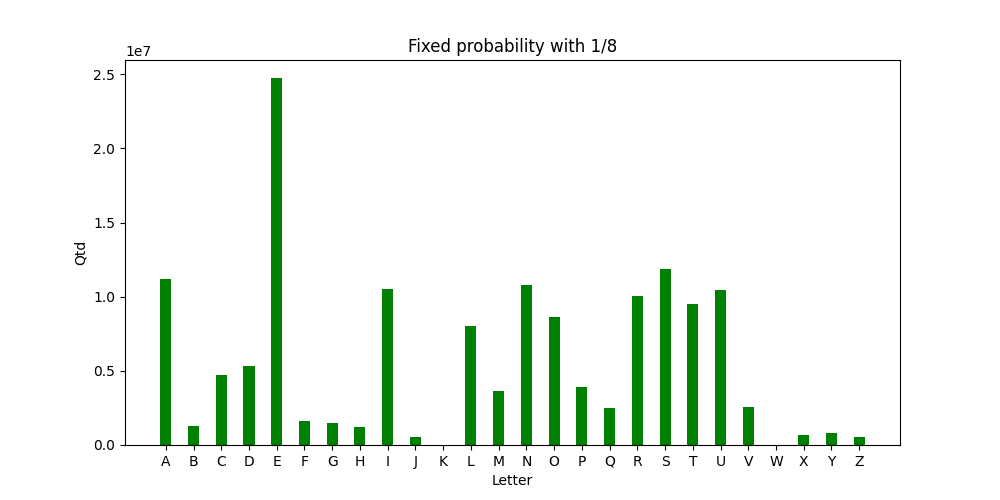 Fixed probability with 1/8
1e7
2.5
2.0
1.5
1.0
0.5
0.0
Qtd
A B C D E F G H I J K L M N O P Q R S T U V W X Y Z
Letter